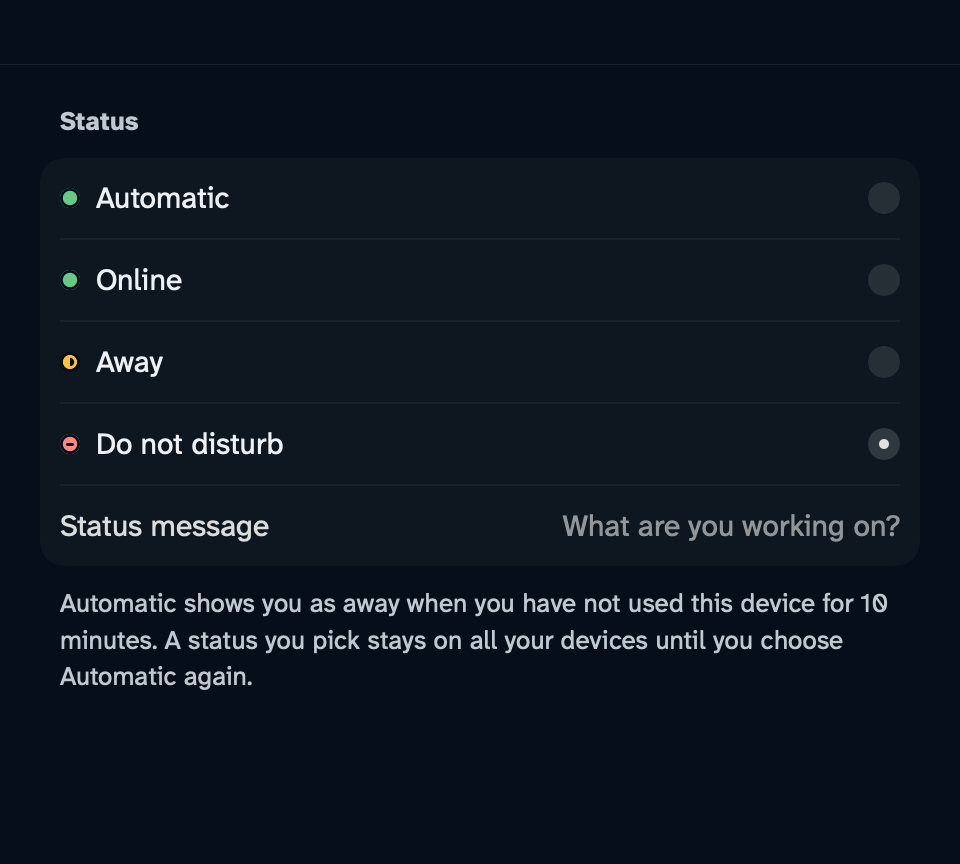 Status
Automatic
Online
Away
Do not disturb
Status message What are you working on?
Automatic shows you as away when you have not used this device for 10
minutes. A status you pick stays on all your devices until you choose
Automatic again.